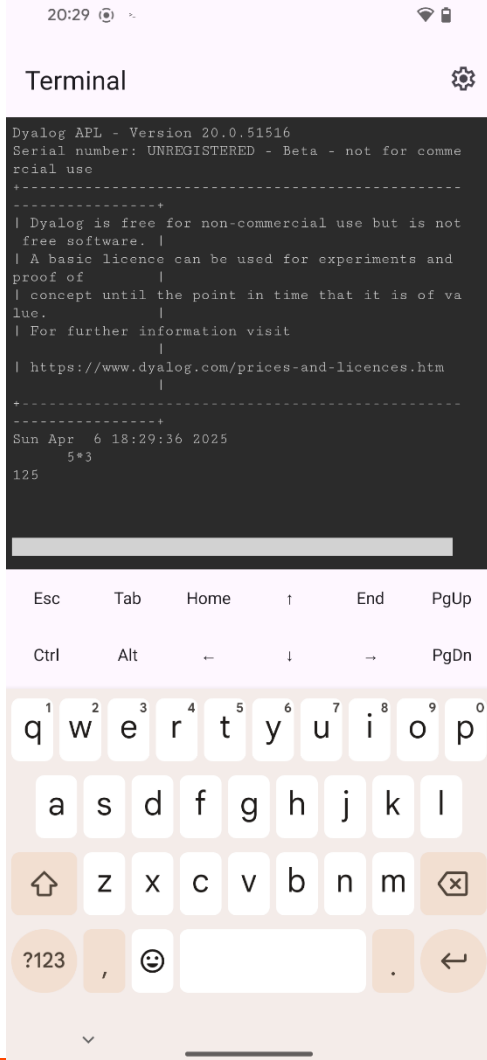 20:29
Terminal
Dyalog APL - Version 20.0.51516
Serial number: UNREGISTERED - Beta - not for comme
rcial use
+-------------------------------------------------
----------------+
| Dyalog is free for non-commercial use but is not
 free software. |
| A basic licence can be used for experiments and
proof of        |
| concept until the point in time that it is of va
lue.            |
| For further information visit
                |
| https://www.dyalog.com/prices-and-licences.htm
                |
+-------------------------------------------------
----------------+
Sun Apr  6 18:29:36 2025
      5*3
125
Esc Tab Home ↑ End PgUp
Ctrl Alt ← ↓ → PgDn
1 2 3 4 5 6 7 8 9 0
q w e r t y u i o p
a s d f g h j k l
z x c v b n m
?123 , .